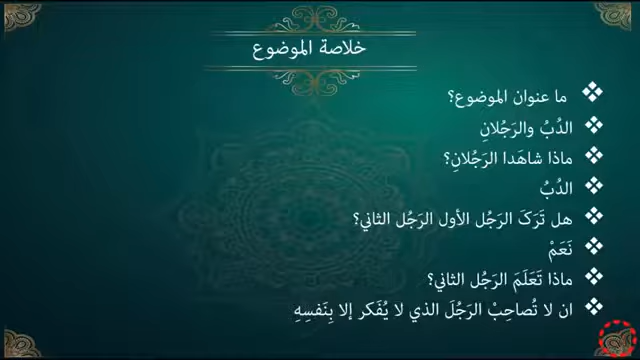 خلاصة الموضوع
ما عنوان الموضوع؟
الدُبُ والرَجُلانِ
ماذا شاهَدا الرَجُلانِ؟
الدُبُ
هل تَرَكَ الرَجُل الأول الرَجُل الثاني؟
نَعَمْ
ماذا تَعَلَمَ الرَجُل الثاني؟
ان لا تُصاحِبْ الرَجُلَ الذي لا يُفَكر إلا بِنَفسِهِ